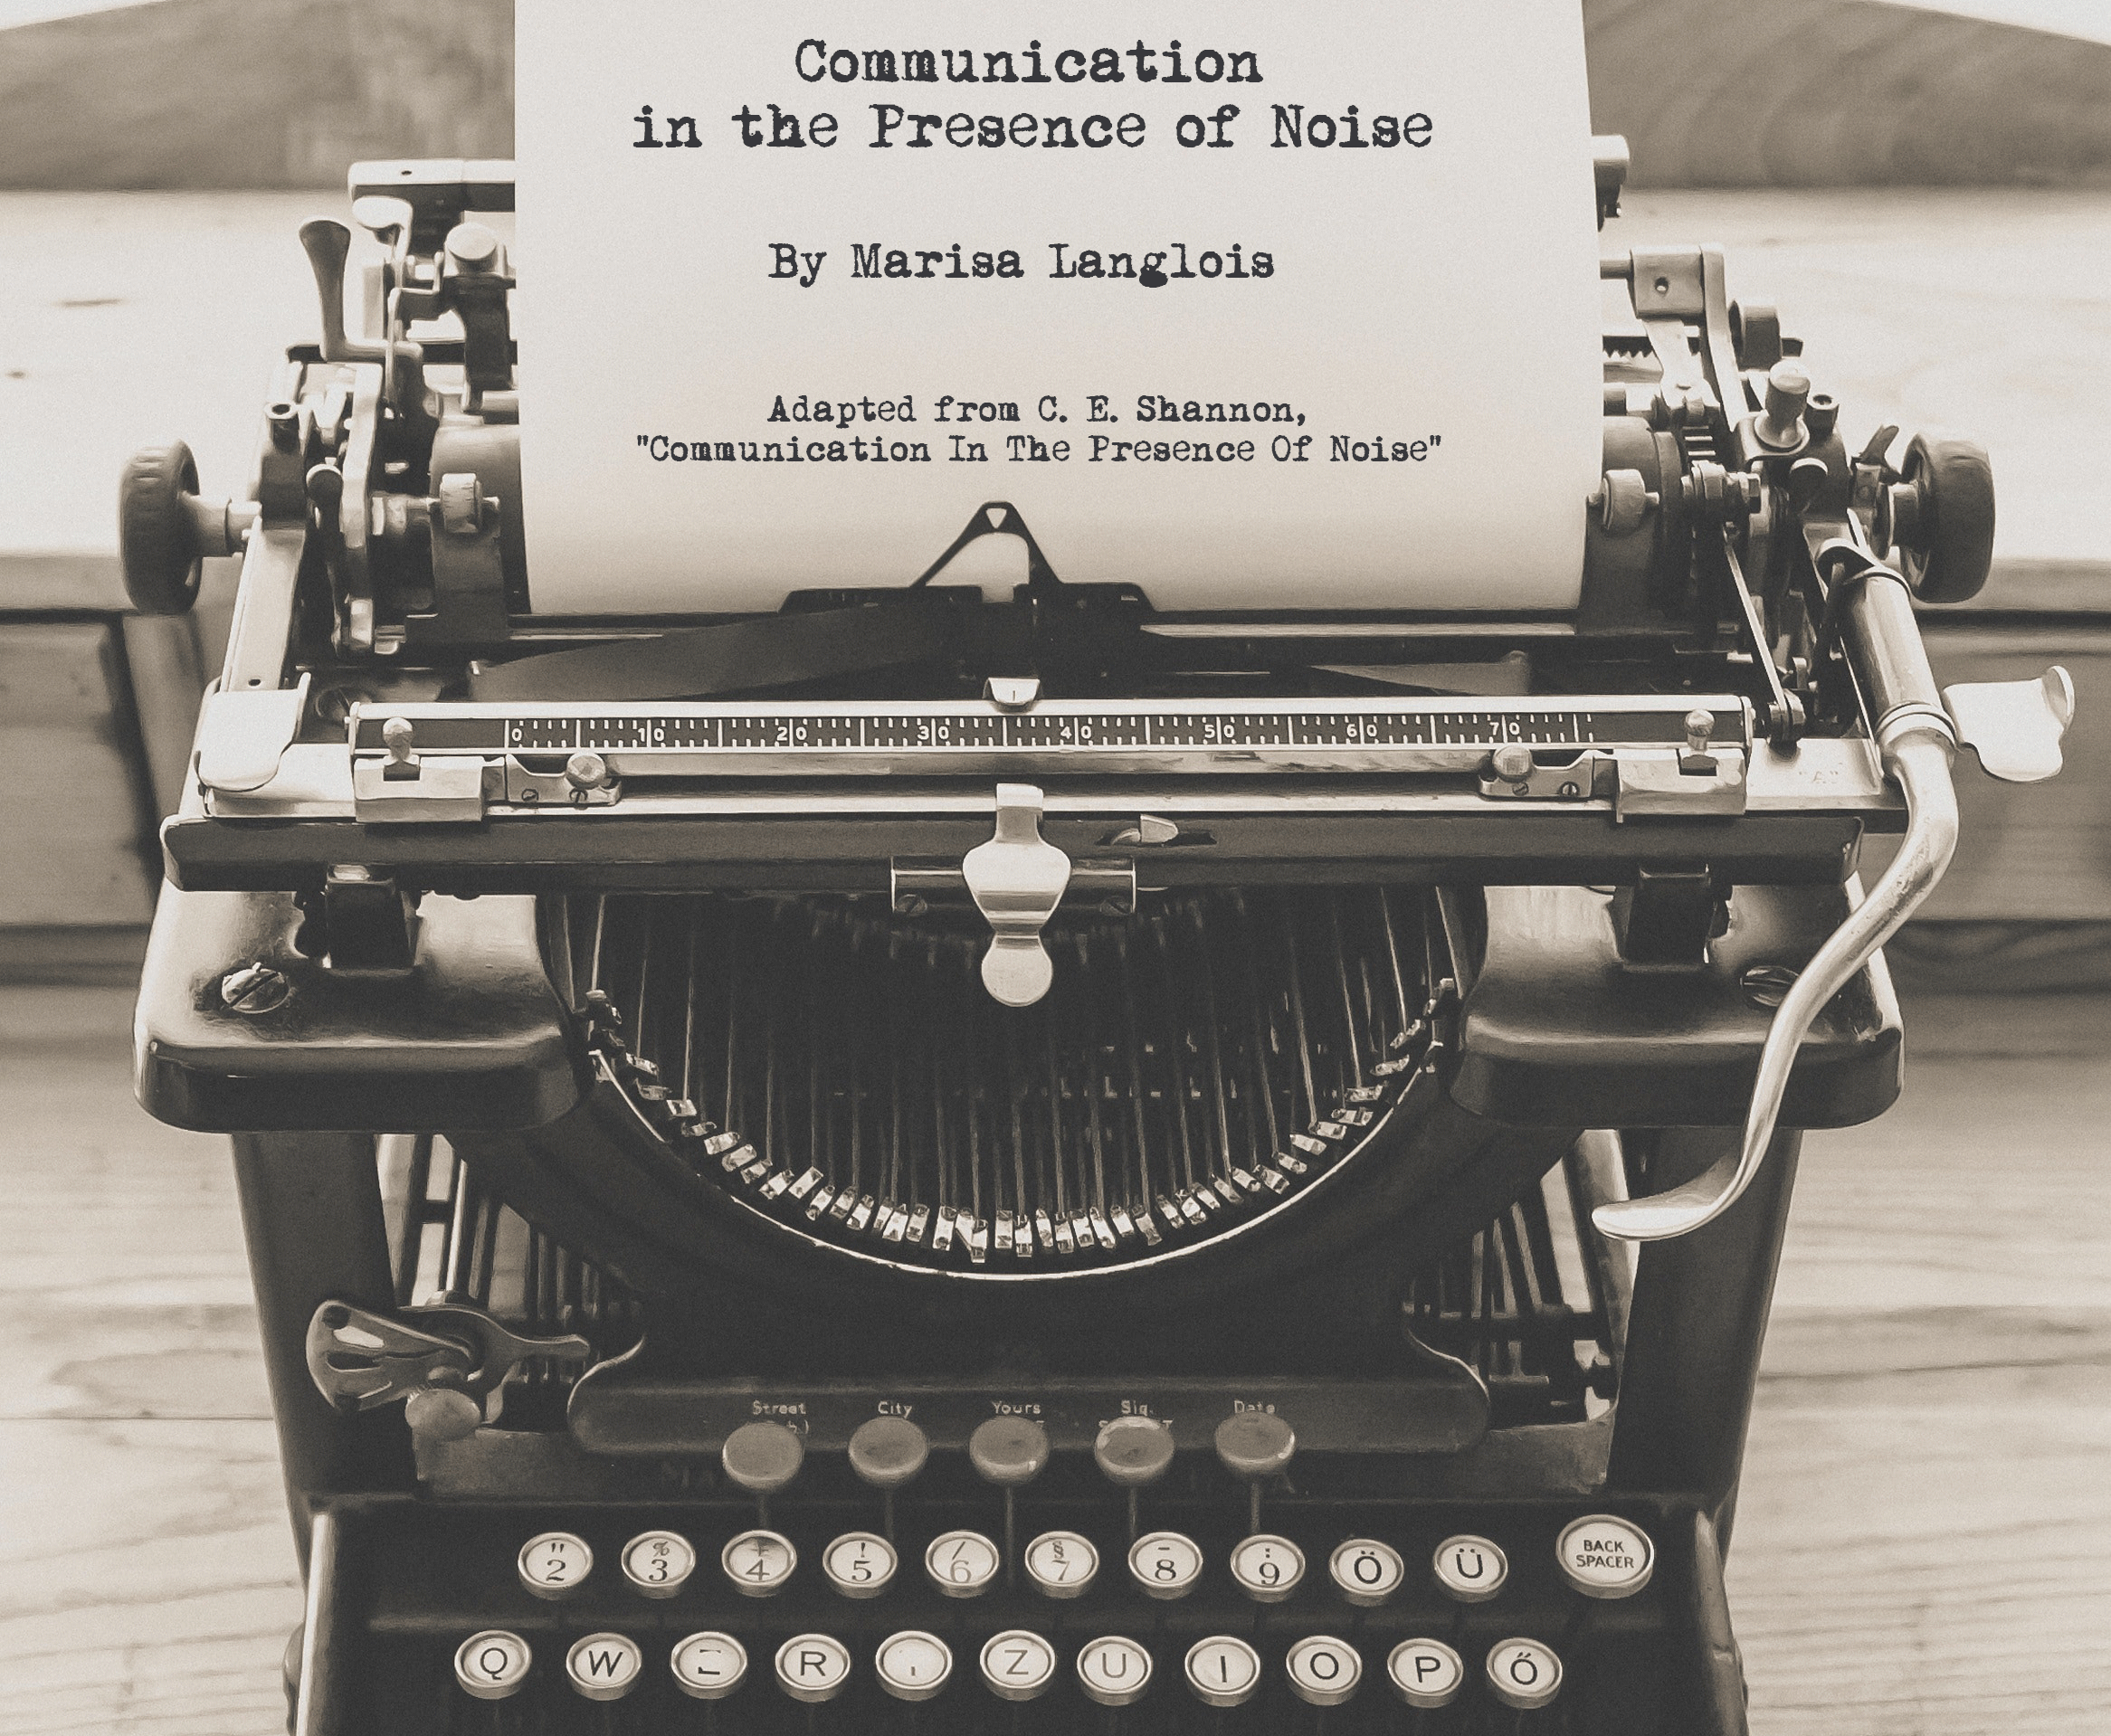 Communication
in the Presence of Noise
By Marisa Langlois
Adapted from C. E. Shannon,
"Communication In The Presence Of Noise"
0 10 20 30 40 50 60 70
"A"
Street City Yours Sig. Date
" 2 % 3 4 ! 5 / 6 § 7 - 8 : 9 Ö Ü BACK SPACER
Q W R Z U I O P Ő